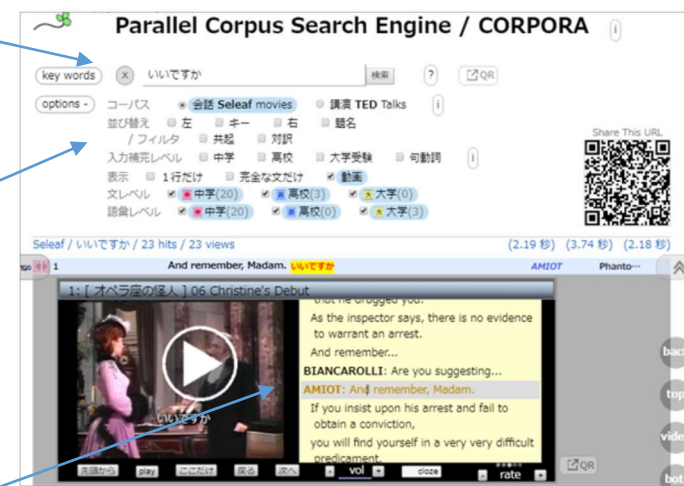 Parallel Corpus Search Engine / CORPORA i
key words x いいですか 検索 ? QR
options - コーパス 会話 Seleaf movies 講演 TED Talks i
並び替え 左 キー 右 題名
/ フィルタ 共起 対訳
入力補完レベル 中学 高校 大学受験 句動詞 i
表示 1行だけ 完全な文だけ 動画
文レベル 中学(20) 高校(3) 大学(0)
語彙レベル 中学(20) 高校(0) 大学(3)
Share This URL
Seleaf / いいですか / 23 hits / 23 views (2.19 秒) (3.74 秒) (2.18 秒)
1 And remember, Madam. いいですか AMIOT Phanto…
1: [ オペラ座の怪人 ] 06 Christine's Debut
that he dragged you.
As the inspector says, there is no evidence
to warrant an arrest.
And remember...
BIANCAROLLI: Are you suggesting...
AMIOT: And remember, Madam.
If you insist upon his arrest and fail to
obtain a conviction,
you will find yourself in a very very difficult
predicament.
いいですか
先頭から play ここだけ 戻る 次へ - vol + cloze - rate +
QR
back
top
vide
bot